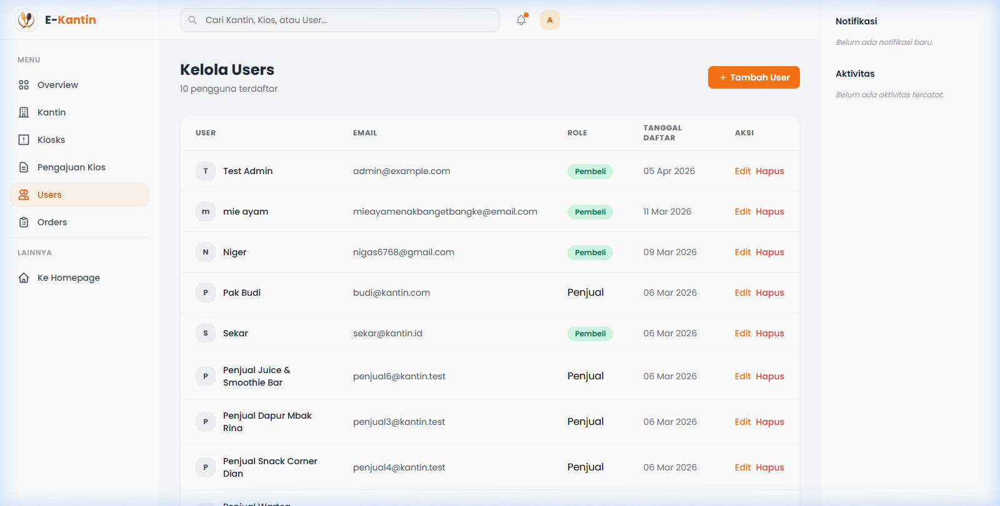 E-Kantin
Cari Kantin, Kios, atau User...
A
MENU
Overview
Kantin
Kiosks
Pengajuan Kios
Users
Orders
LAINNYA
Ke Homepage
Kelola Users
10 pengguna terdaftar
+ Tambah User
USER EMAIL ROLE TANGGAL DAFTAR AKSI
T Test Admin admin@example.com Pembeli 05 Apr 2026 Edit Hapus
m mie ayam mieayamenakbangetbangke@email.com Pembeli 11 Mar 2026 Edit Hapus
N Niger nigas6768@gmail.com Pembeli 09 Mar 2026 Edit Hapus
P Pak Budi budi@kantin.com Penjual 06 Mar 2026 Edit Hapus
S Sekar sekar@kantin.id Pembeli 06 Mar 2026 Edit Hapus
P Penjual Juice & Smoothie Bar penjual6@kantin.test Penjual 06 Mar 2026 Edit Hapus
P Penjual Dapur Mbak Rina penjual3@kantin.test Penjual 06 Mar 2026 Edit Hapus
P Penjual Snack Corner Dian penjual4@kantin.test Penjual 06 Mar 2026 Edit Hapus
Penjual Warteg
Notifikasi
Belum ada notifikasi baru.
Aktivitas
Belum ada aktivitas tercatat.